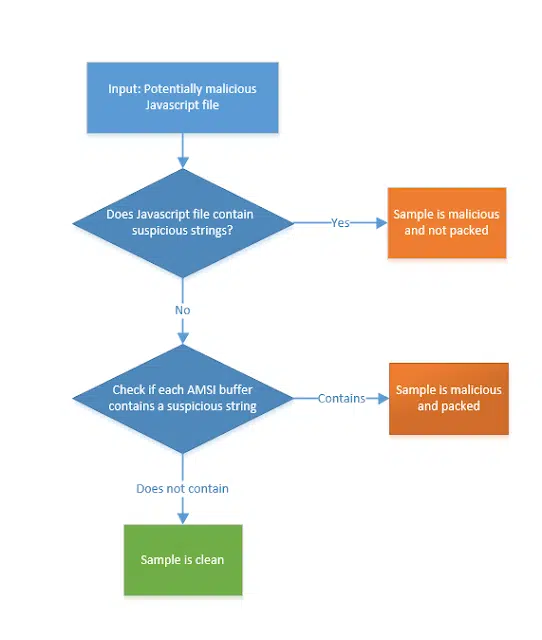 Input: Potentially malicious
Javascript file
Does Javascript file contain
suspicious strings?
Yes
Sample is malicious
and not packed
No
Check if each AMSI buffer
contains a suspicious string
Contains
Sample is malicious
and packed
Does not contain
Sample is clean